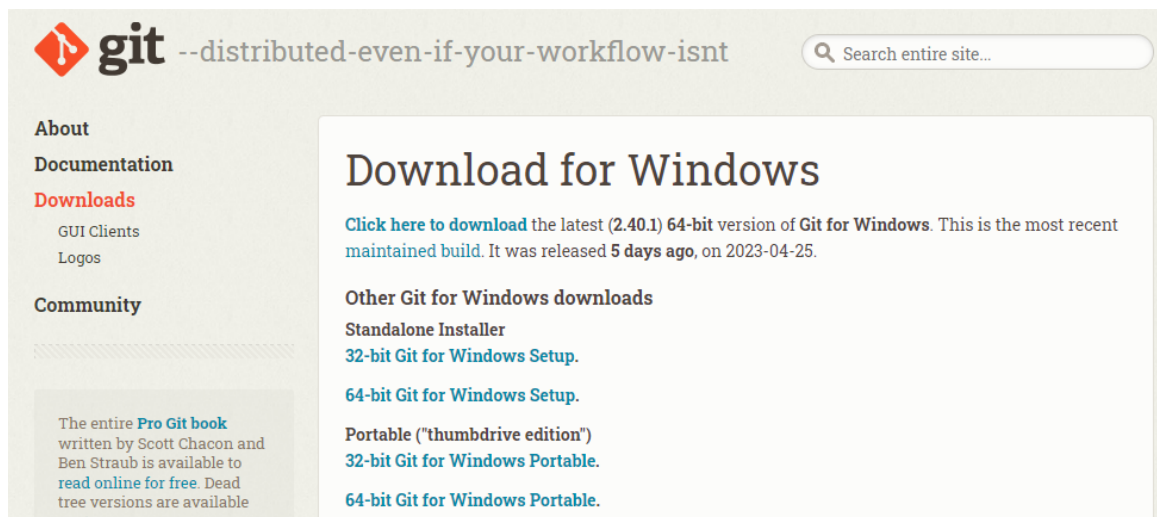 git --distributed-even-if-your-workflow-isnt
Search entire site...
About
Documentation
Downloads
GUI Clients
Logos
Community
The entire Pro Git book
written by Scott Chacon and
Ben Straub is available to
read online for free. Dead
tree versions are available
Download for Windows
Click here to download the latest (2.40.1) 64-bit version of Git for Windows. This is the most recent
maintained build. It was released 5 days ago, on 2023-04-25.
Other Git for Windows downloads
Standalone Installer
32-bit Git for Windows Setup.
64-bit Git for Windows Setup.
Portable ("thumbdrive edition")
32-bit Git for Windows Portable.
64-bit Git for Windows Portable.